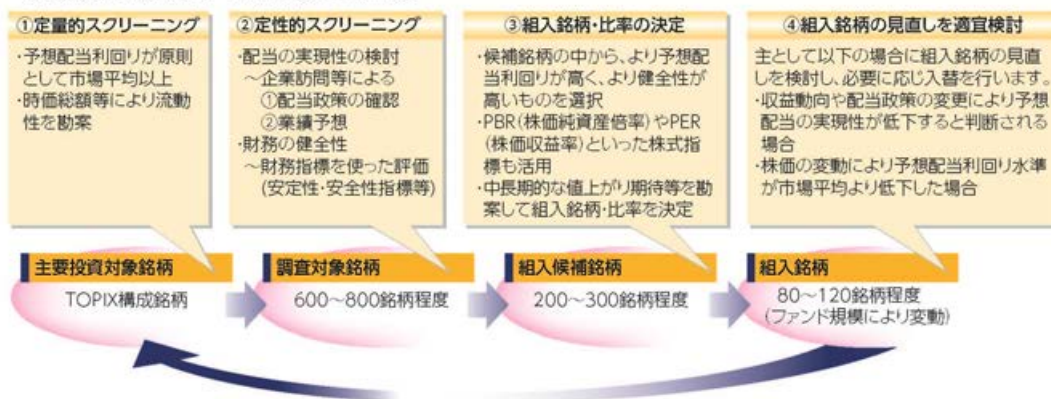 ①定量的スクリーニング
・予想配当利回りが原則
として市場平均以上
・時価総額等により流動
性を勘案
②定性的スクリーニング
・配当の実現性の検討
～企業訪問等による
①配当政策の確認
②業績予想
・財務の健全性
～財務指標を使った評価
(安定性・安全性指標等)
③組入銘柄・比率の決定
・候補銘柄の中から、より予想配
当利回りが高く、より健全性が
高いものを選択
・PBR(株価純資産倍率)やPER
(株価収益率)といった株式指
標も活用
・中長期的な値上がり期待等を勘
案して組入銘柄・比率を決定
④組入銘柄の見直しを適宜検討
主として以下の場合に組入銘柄の見直
しを検討し、必要に応じ入替を行います。
・収益動向や配当政策の変更により予想
配当の実現性が低下すると判断される
場合
・株価の変動により予想配当利回り水準
が市場平均より低下した場合
主要投資対象銘柄
TOPIX構成銘柄
調査対象銘柄
600～800銘柄程度
組入候補銘柄
200～300銘柄程度
組入銘柄
80～120銘柄程度
(ファンド規模により変動)